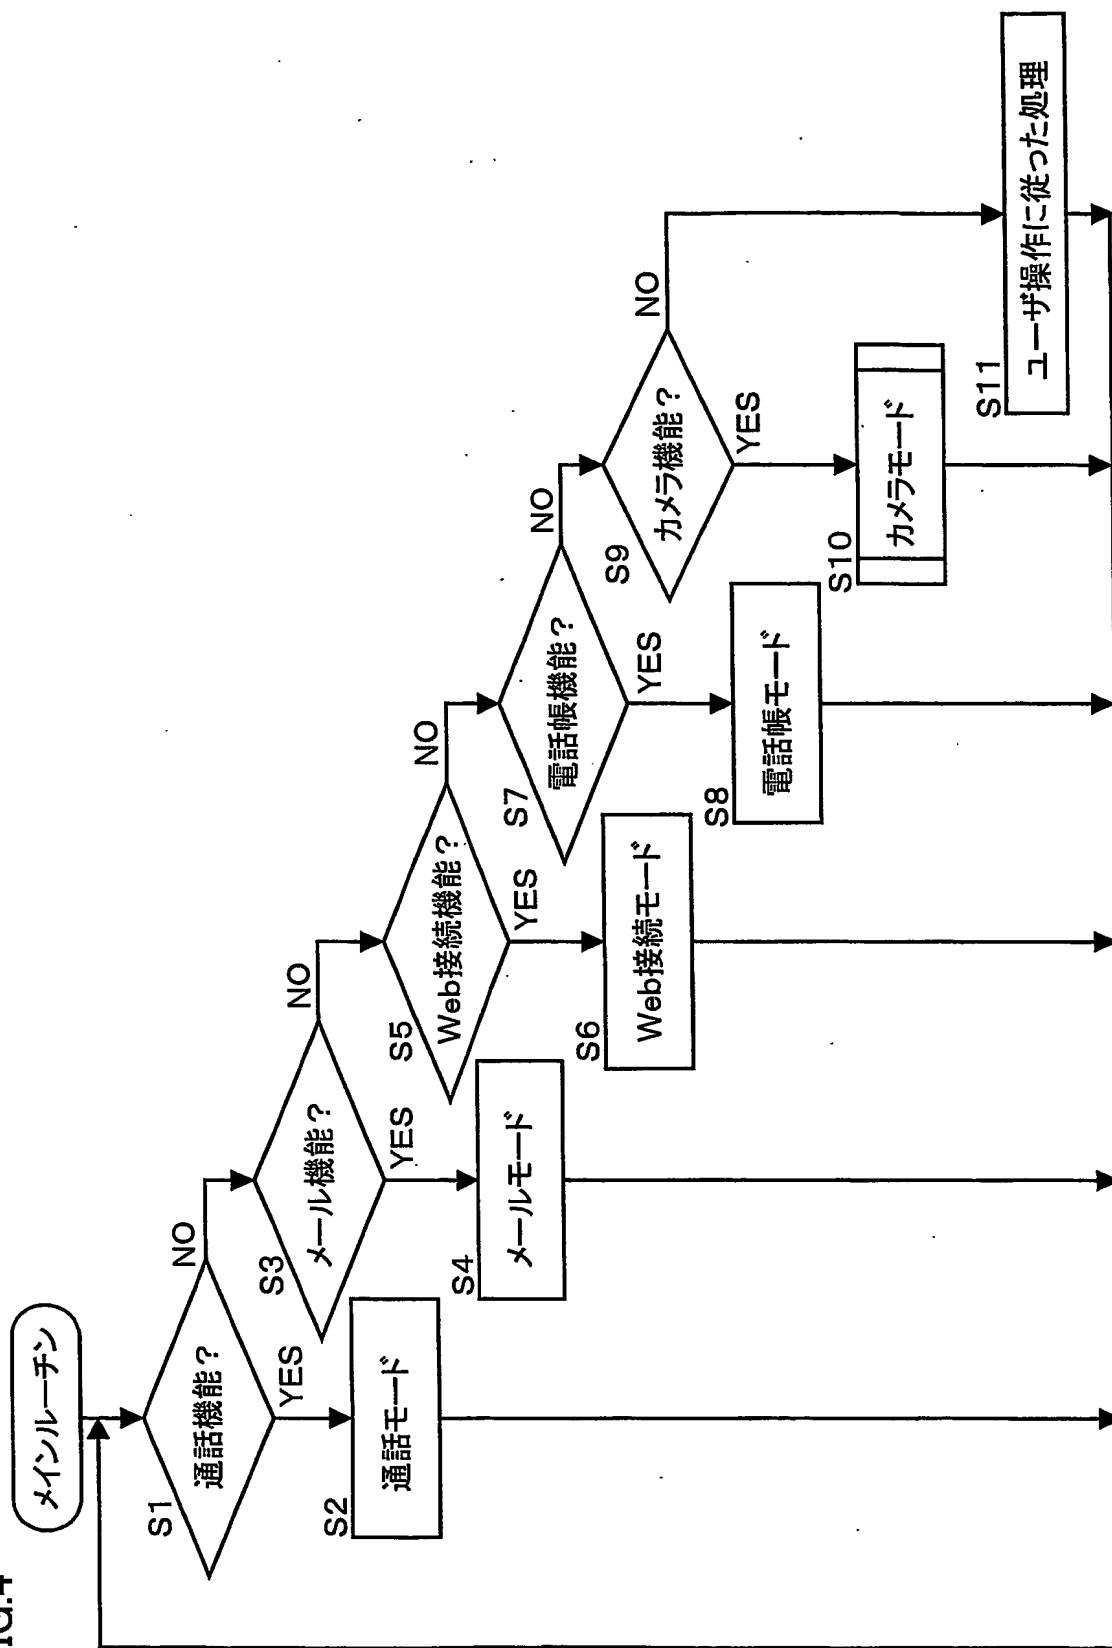 メインルーチン
S1
通話機能？
NO
YES
S2
通話モード
S3
メール機能？
NO
YES
S4
メールモード
S5
Web接続機能？
NO
YES
S6
Web接続モード
S7
電話帳機能？
NO
YES
S8
電話帳モード
S9
カメラ機能？
NO
YES
S10
カメラモード
S11
ユーザ操作に従った処理